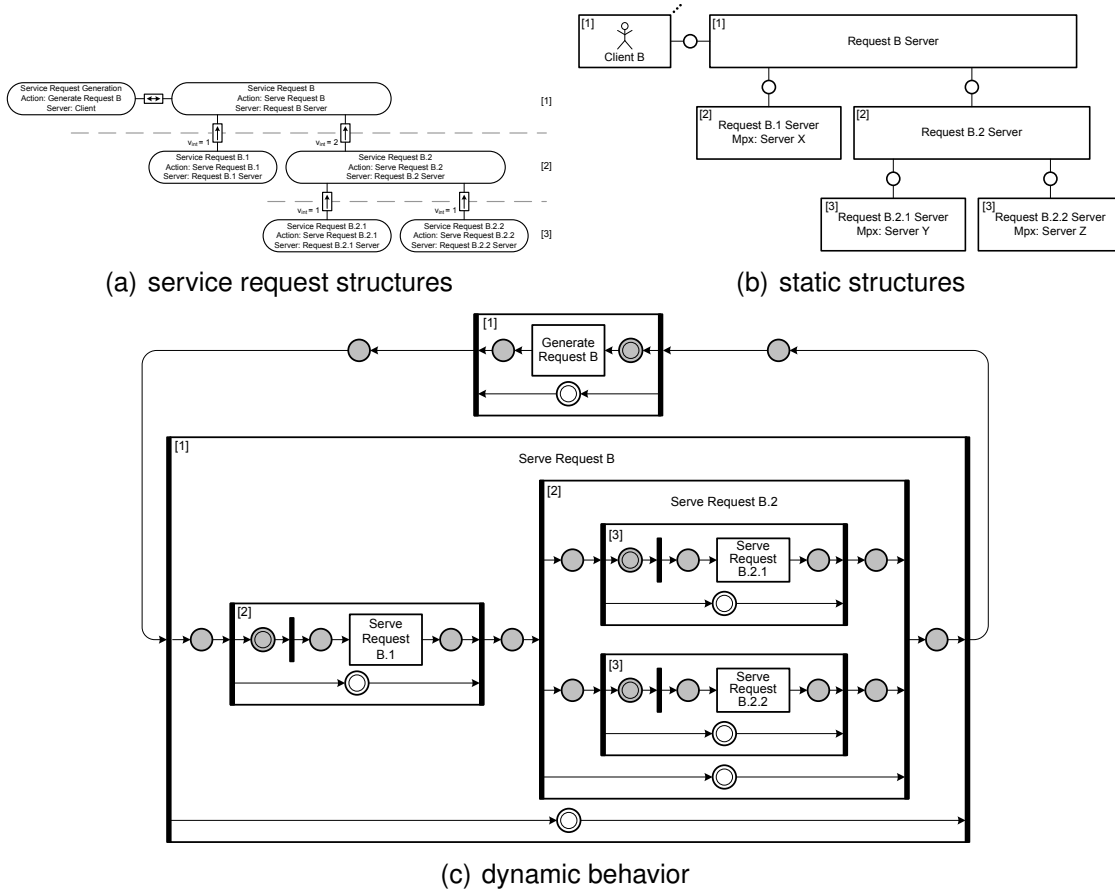 Service Request Generation
Action: Generate Request B
Server: Client
Service Request B
Action: Serve Request B
Server: Request B Server
[1]
v_int = 1
v_int = 2
Service Request B.1
Action: Serve Request B.1
Server: Request B.1 Server
Service Request B.2
Action: Serve Request B.2
Server: Request B.2 Server
[2]
v_int = 1
v_int = 1
Service Request B.2.1
Action: Serve Request B.2.1
Server: Request B.2.1 Server
Service Request B.2.2
Action: Serve Request B.2.2
Server: Request B.2.2 Server
[3]
(a) service request structures
[1]
Client B
[1]
Request B Server
[2]
Request B.1 Server
Mpx: Server X
[2]
Request B.2 Server
[3]
Request B.2.1 Server
Mpx: Server Y
[3]
Request B.2.2 Server
Mpx: Server Z
(b) static structures
[1]
Generate
Request B
[1]
Serve Request B
[2]
Serve
Request
B.1
[2]
Serve Request B.2
[3]
Serve
Request
B.2.1
[3]
Serve
Request
B.2.2
(c) dynamic behavior